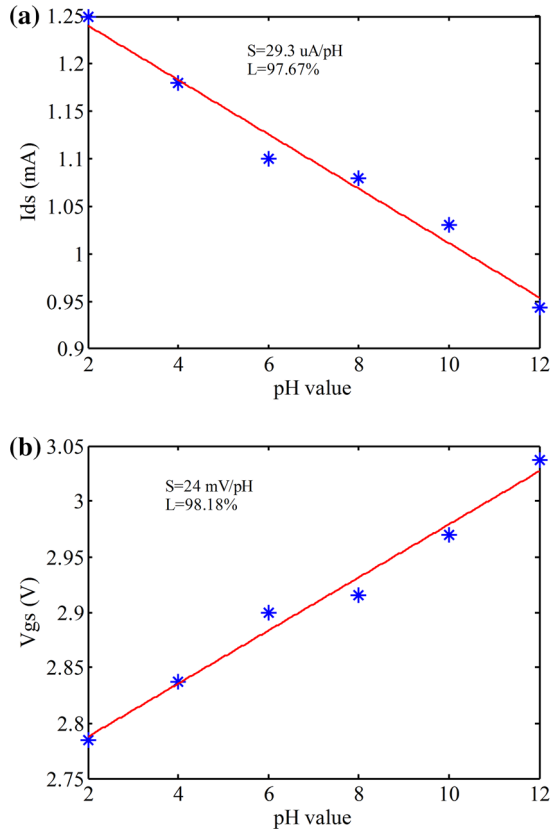 (a)
1.25
1.2
1.15
1.1
1.05
1
0.95
0.9
Ids (mA)
S=29.3 uA/pH
L=97.67%
2 4 6 8 10 12
pH value
(b)
3.05
3
2.95
2.9
2.85
2.8
2.75
Vgs (V)
S=24 mV/pH
L=98.18%
2 4 6 8 10 12
pH value